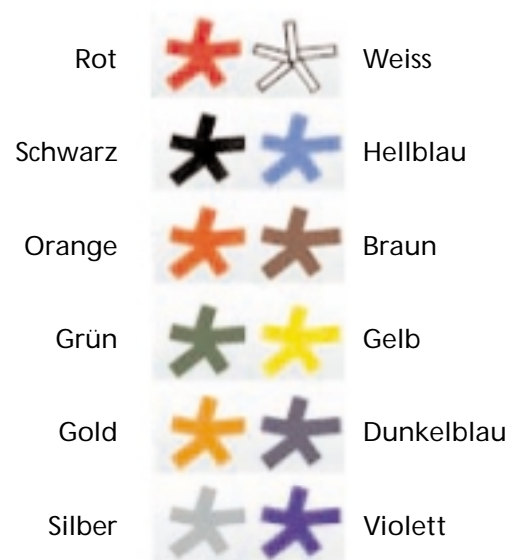 Rot Weiss
Schwarz Hellblau
Orange Braun
Grün Gelb
Gold Dunkelblau
Silber Violett